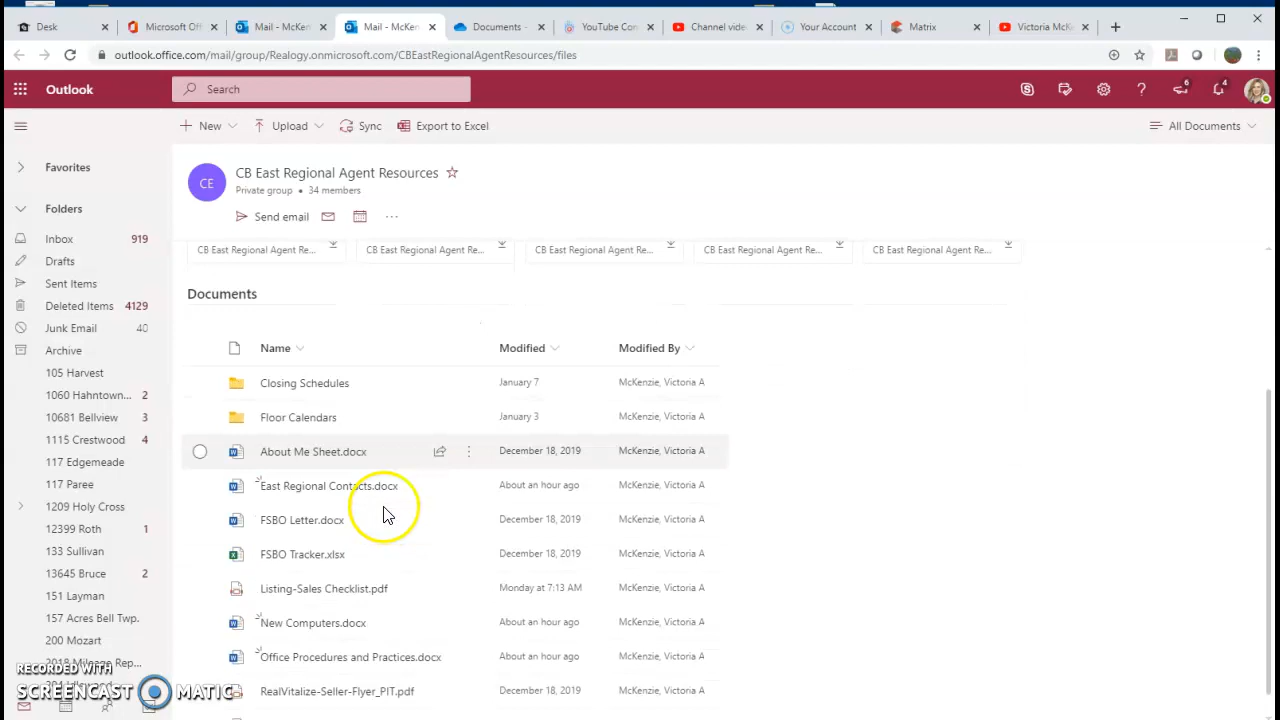 Desk
Microsoft Off
Mail - McKen
Mail - McKen
Documents -
YouTube Con
Channel video
Your Account
Matrix
Victoria McKe
outlook.office.com/mail/group/Realogy.onmicrosoft.com/CBEastRegionalAgentResources/files
Outlook
Search
6
4
New
Upload
Sync
Export to Excel
All Documents
Favorites
Folders
Inbox 919
Drafts
Sent Items
Deleted Items 4129
Junk Email 40
Archive
105 Harvest
1060 Hahntown... 2
10681 Bellview 3
1115 Crestwood 4
117 Edgemeade
117 Paree
1209 Holy Cross
12399 Roth 1
133 Sullivan
13645 Bruce 2
151 Layman
157 Acres Bell Twp.
200 Mozart
2018 Mileage Rep...
CE
CB East Regional Agent Resources
Private group • 34 members
Send email
CB East Regional Agent Re...
CB East Regional Agent Re...
CB East Regional Agent Re...
CB East Regional Agent Re...
CB East Regional Agent Re...
Documents
Name Modified Modified By
Closing Schedules January 7 McKenzie, Victoria A
Floor Calendars January 3 McKenzie, Victoria A
About Me Sheet.docx December 18, 2019 McKenzie, Victoria A
East Regional Contacts.docx About an hour ago McKenzie, Victoria A
FSBO Letter.docx December 18, 2019 McKenzie, Victoria A
FSBO Tracker.xlsx December 18, 2019 McKenzie, Victoria A
Listing-Sales Checklist.pdf Monday at 7:13 AM McKenzie, Victoria A
New Computers.docx About an hour ago McKenzie, Victoria A
Office Procedures and Practices.docx About an hour ago McKenzie, Victoria A
RealVitalize-Seller-Flyer_PIT.pdf December 18, 2019 McKenzie, Victoria A
RECORDED WITH
SCREENCAST MATIC